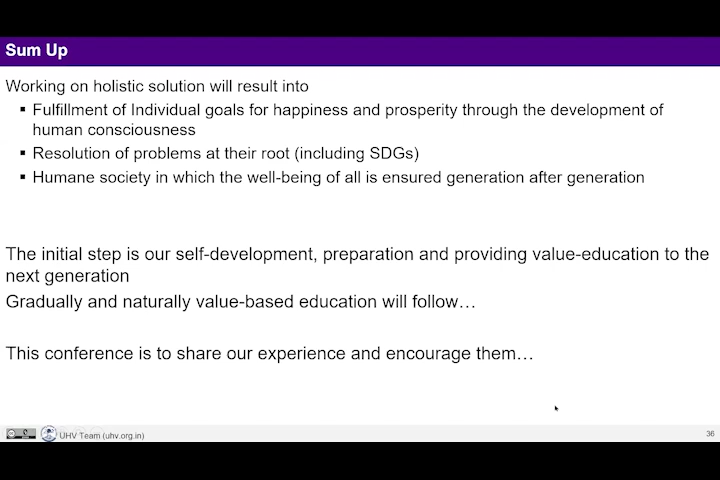 Sum Up
Working on holistic solution will result into
▪ Fulfillment of Individual goals for happiness and prosperity through the development of
human consciousness
▪ Resolution of problems at their root (including SDGs)
▪ Humane society in which the well-being of all is ensured generation after generation
The initial step is our self-development, preparation and providing value-education to the
next generation
Gradually and naturally value-based education will follow…
This conference is to share our experience and encourage them…
UHV Team (uhv.org.in)
36